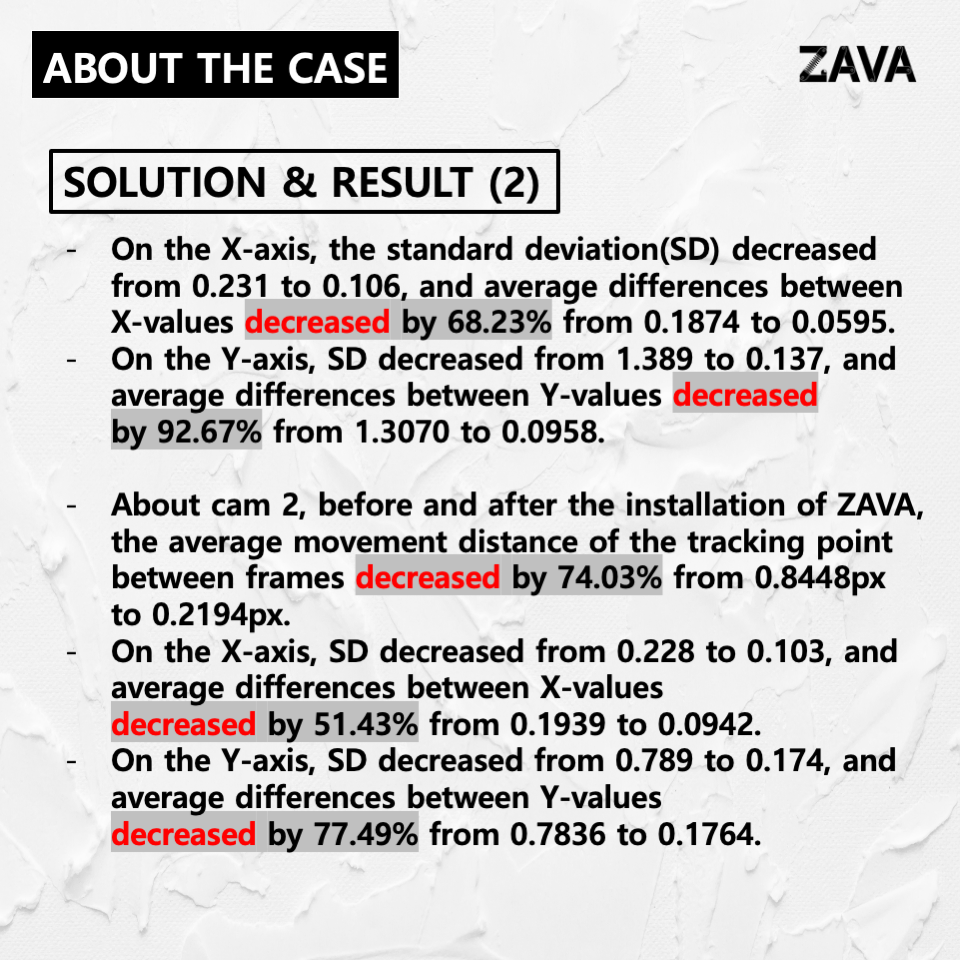 ABOUT THE CASE
ZAVA
SOLUTION & RESULT (2)
- On the X-axis, the standard deviation(SD) decreased
from 0.231 to 0.106, and average differences between
X-values decreased by 68.23% from 0.1874 to 0.0595.
- On the Y-axis, SD decreased from 1.389 to 0.137, and
average differences between Y-values decreased
by 92.67% from 1.3070 to 0.0958.
- About cam 2, before and after the installation of ZAVA,
the average movement distance of the tracking point
between frames decreased by 74.03% from 0.8448px
to 0.2194px.
- On the X-axis, SD decreased from 0.228 to 0.103, and
average differences between X-values
decreased by 51.43% from 0.1939 to 0.0942.
- On the Y-axis, SD decreased from 0.789 to 0.174, and
average differences between Y-values
decreased by 77.49% from 0.7836 to 0.1764.